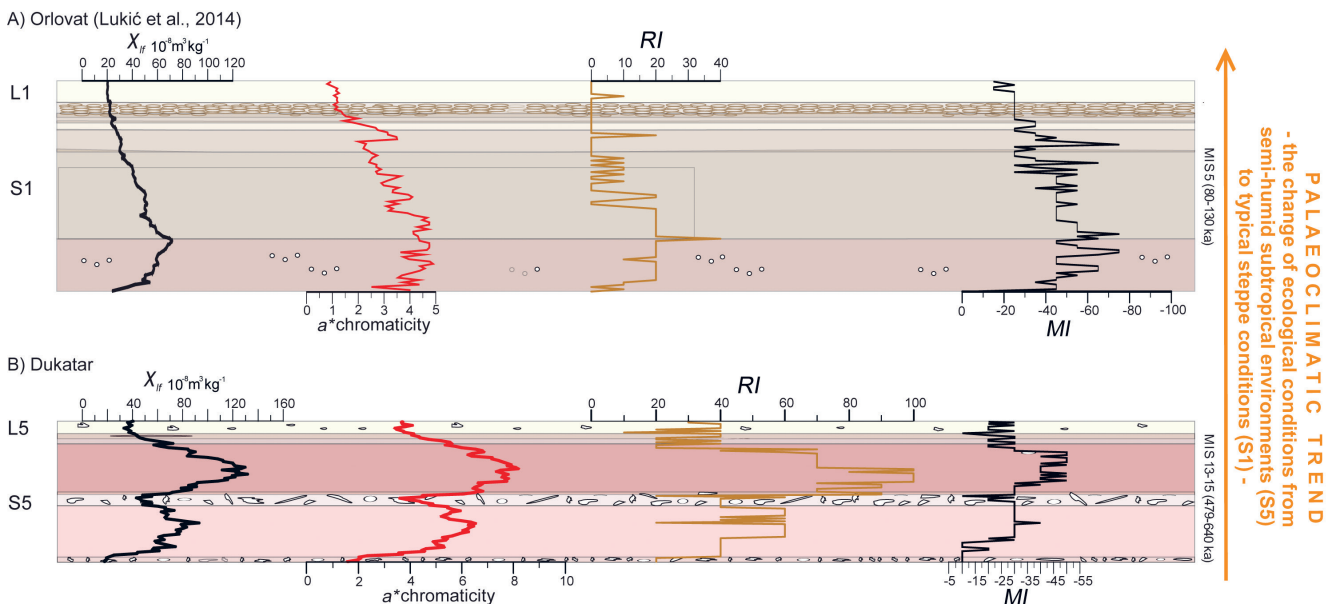 A) Orlovat (Lukić et al., 2014)
χlf 10-8m3kg-1
0 20 40 60 80 100 120
RI
0 10 20 30 40
L1
S1
MIS 5 (80-130 ka)
0 1 2 3 4 5
a*chromaticity
0 -20 -40 -60 -80 -100
MI
B) Dukatar
χlf 10-8m3kg-1
0 40 60 80 100 120 160
RI
0 20 40 60 80 100
L5
S5
MIS 13-15 (479-640 ka)
0 2 4 6 8 10
a*chromaticity
-5 -15 -25 -35 -45 -55
MI
PALAEOCLIMATIC TREND
- the change of ecological conditions from
semi-humid subtropical environments (S5)
to typical steppe conditions (S1) -